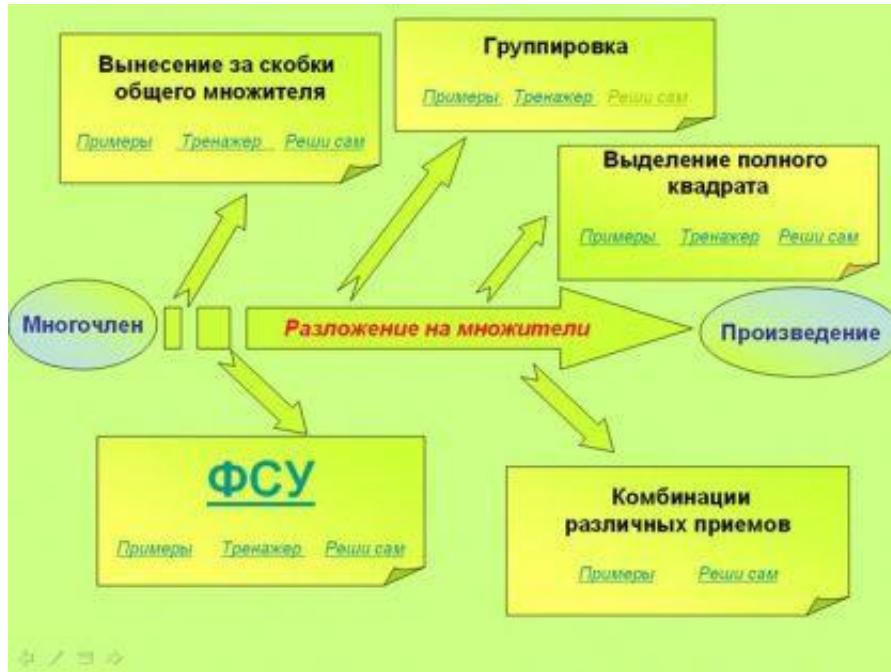 Вынесение за скобки
общего множителя
Примеры Тренажер Реши сам
Группировка
Примеры Тренажер Реши сам
Выделение полного
квадрата
Примеры Тренажер Реши сам
Многочлен
Разложение на множители
Произведение
ФСУ
Примеры Тренажер Реши сам
Комбинации
различных приемов
Примеры Реши сам